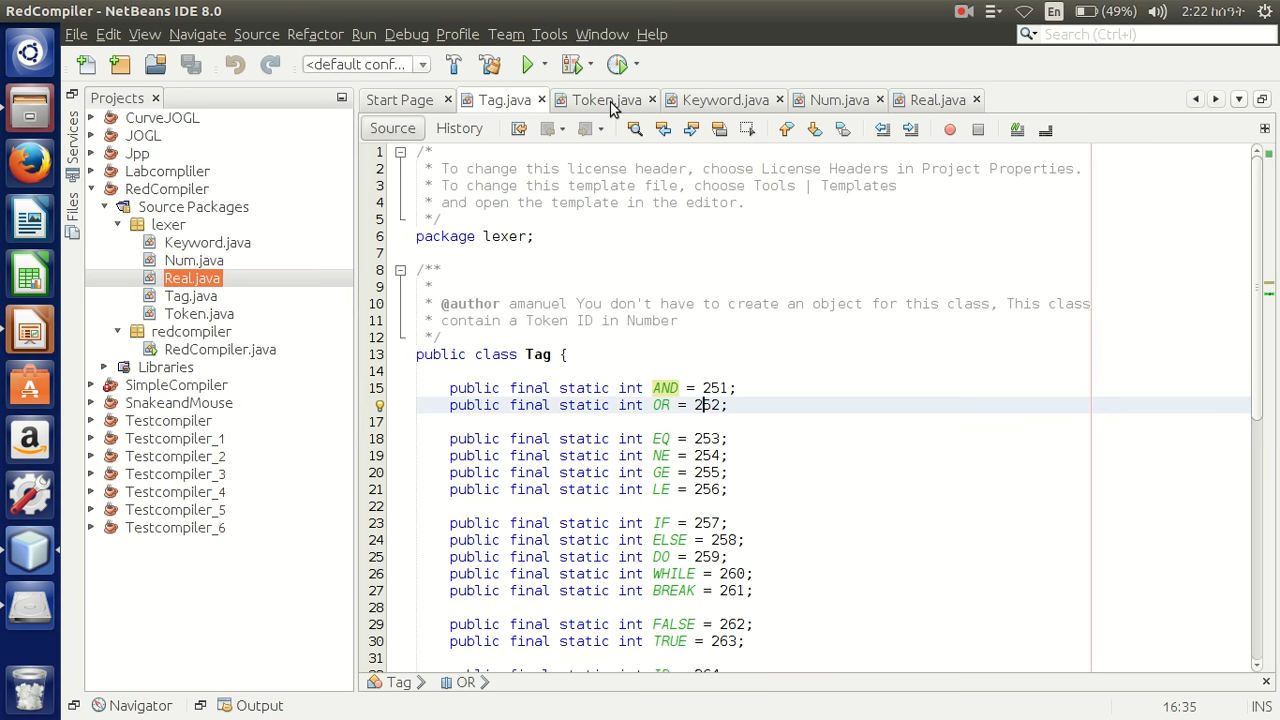 RedCompiler - NetBeans IDE 8.0
En (49%) 2:22 ከሰዓት
File Edit View Navigate Source Refactor Run Debug Profile Team Tools Window Help
Search (Ctrl+I)
<default conf...
Services
Files
Projects
CurveJOGL
JOGL
Jpp
Labcompliler
RedCompiler
Source Packages
lexer
Keyword.java
Num.java
Real.java
Tag.java
Token.java
redcompiler
RedCompiler.java
Libraries
SimpleCompiler
SnakeandMouse
Testcompiler
Testcompiler_1
Testcompiler_2
Testcompiler_3
Testcompiler_4
Testcompiler_5
Testcompiler_6
Start Page Tag.java Token.java Keyword.java Num.java Real.java
Source History
1 /*
2 * To change this license header, choose License Headers in Project Properties.
3 * To change this template file, choose Tools | Templates
4 * and open the template in the editor.
5 */
6 package lexer;
7
8 /**
9 *
10 * @author amanuel You don't have to create an object for this class, This class
11 * contain a Token ID in Number
12 */
13 public class Tag {
14
15 public final static int AND = 251;
public final static int OR = 252;
17
18 public final static int EQ = 253;
19 public final static int NE = 254;
20 public final static int GE = 255;
21 public final static int LE = 256;
22
23 public final static int IF = 257;
24 public final static int ELSE = 258;
25 public final static int DO = 259;
26 public final static int WHILE = 260;
27 public final static int BREAK = 261;
28
29 public final static int FALSE = 262;
30 public final static int TRUE = 263;
31
Tag OR
Navigator Output
16:35 INS